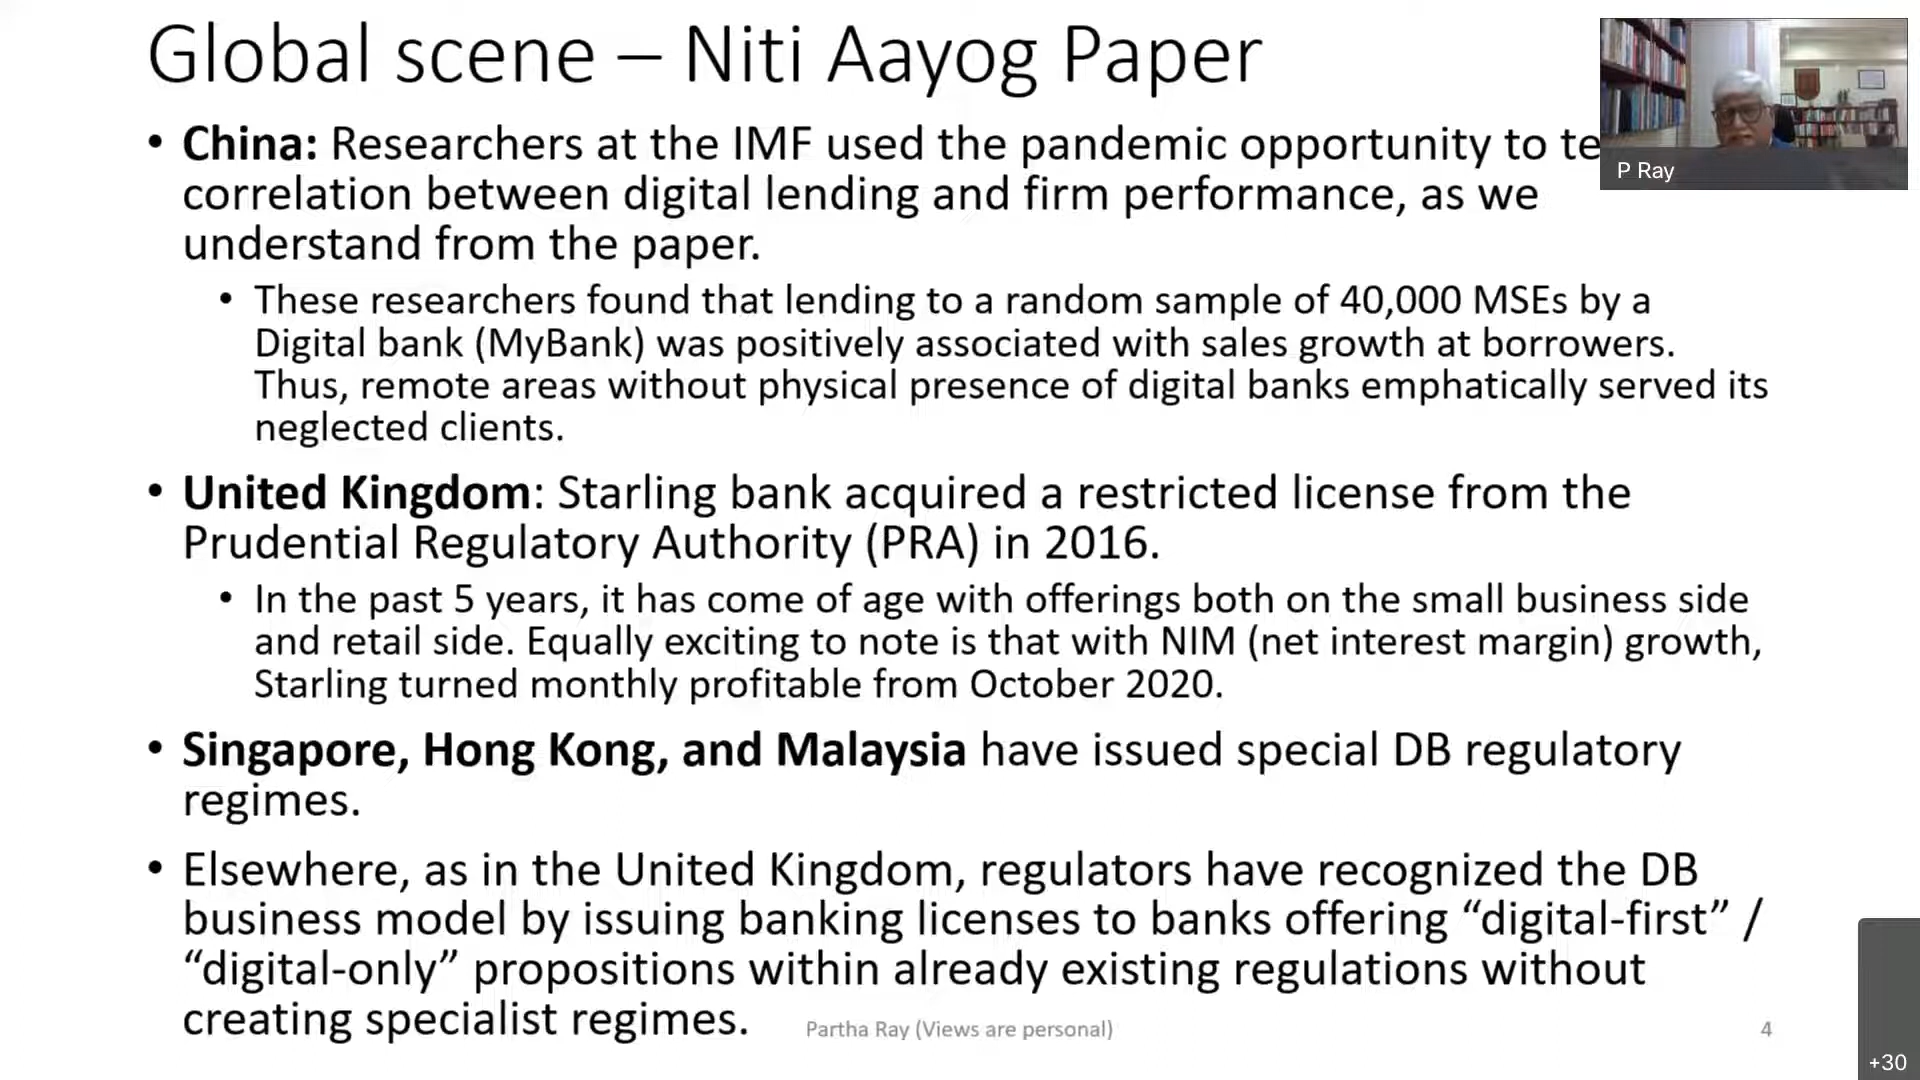 Global scene – Niti Aayog Paper
• China: Researchers at the IMF used the pandemic opportunity to
correlation between digital lending and firm performance, as we
understand from the paper.
• These researchers found that lending to a random sample of 40,000 MSEs by a
Digital bank (MyBank) was positively associated with sales growth at borrowers.
Thus, remote areas without physical presence of digital banks emphatically served its
neglected clients.
• United Kingdom: Starling bank acquired a restricted license from the
Prudential Regulatory Authority (PRA) in 2016.
• In the past 5 years, it has come of age with offerings both on the small business side
and retail side. Equally exciting to note is that with NIM (net interest margin) growth,
Starling turned monthly profitable from October 2020.
• Singapore, Hong Kong, and Malaysia have issued special DB regulatory
regimes.
• Elsewhere, as in the United Kingdom, regulators have recognized the DB
business model by issuing banking licenses to banks offering “digital-first” /
“digital-only” propositions within already existing regulations without
creating specialist regimes.
Partha Ray (Views are personal)
4
P Ray
+30